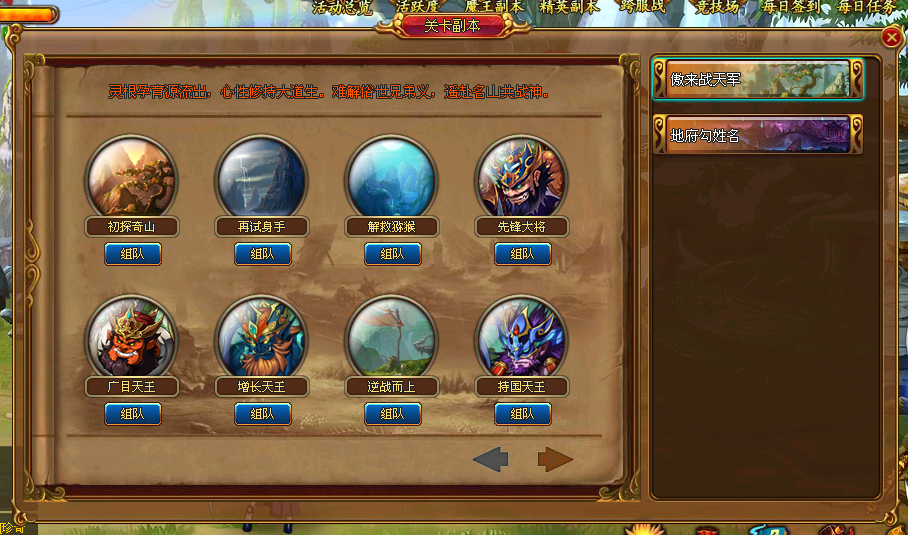 活动总览 活跃度 魔王副本 精英副本 跨服战 竞技场 每日签到 每日任务
关卡副本
灵根孕育源流出，心性修持大道生。难解俗世兄弟义，遥赴名山共战神。
傲来战天军
地府勾姓名
初探奇山 再试身手 解救猕猴 先锋大将
组队 组队 组队 组队
广目天王 增长天王 逆战而上 持国天王
组队 组队 组队 组队